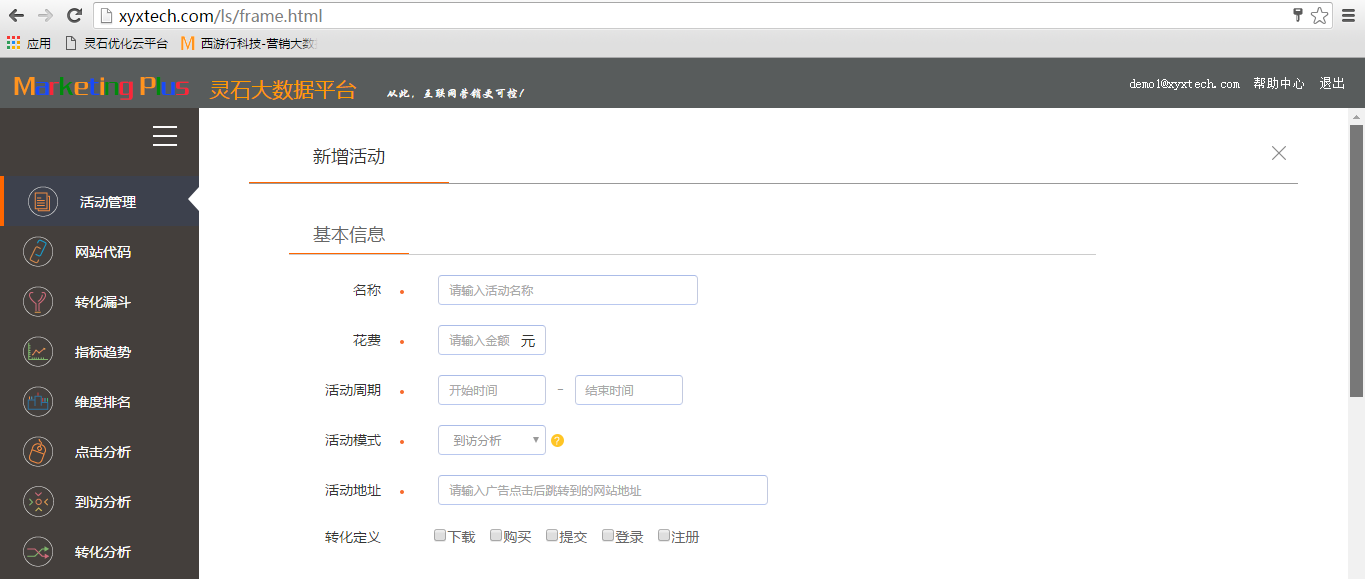 xyxtech.com/ls/frame.html
应用 灵石优化云平台 西游行科技-营销大数
Marketing Plus 灵石大数据平台 从此，互联网营销更可控！ demo1@xyxtech.com 帮助中心 退出
新增活动
活动管理
网站代码
转化漏斗
指标趋势
维度排名
点击分析
到访分析
转化分析
基本信息
名称 • 请输入活动名称
花费 • 请输入金额 元
活动周期 • 开始时间 - 结束时间
活动模式 • 到访分析 ▼ ?
活动地址 • 请输入广告点击后跳转到的网站地址
转化定义 下载 购买 提交 登录 注册